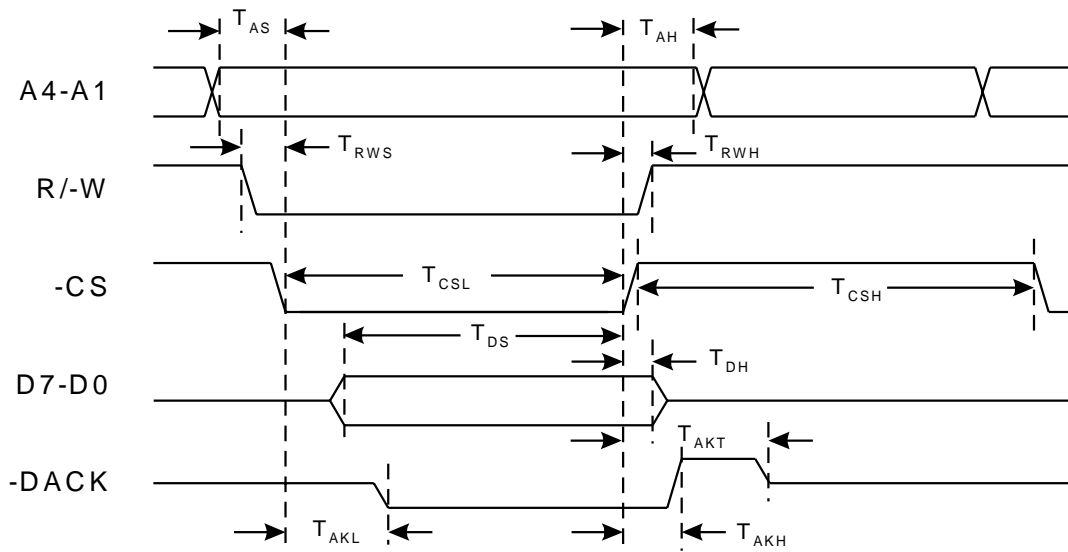 TAS
TAH
A4-A1
TRWS
TRWH
R/-W
-CS
TCSL
TCSH
TDS
TDH
D7-D0
TAKT
-DACK
TAKL
TAKH